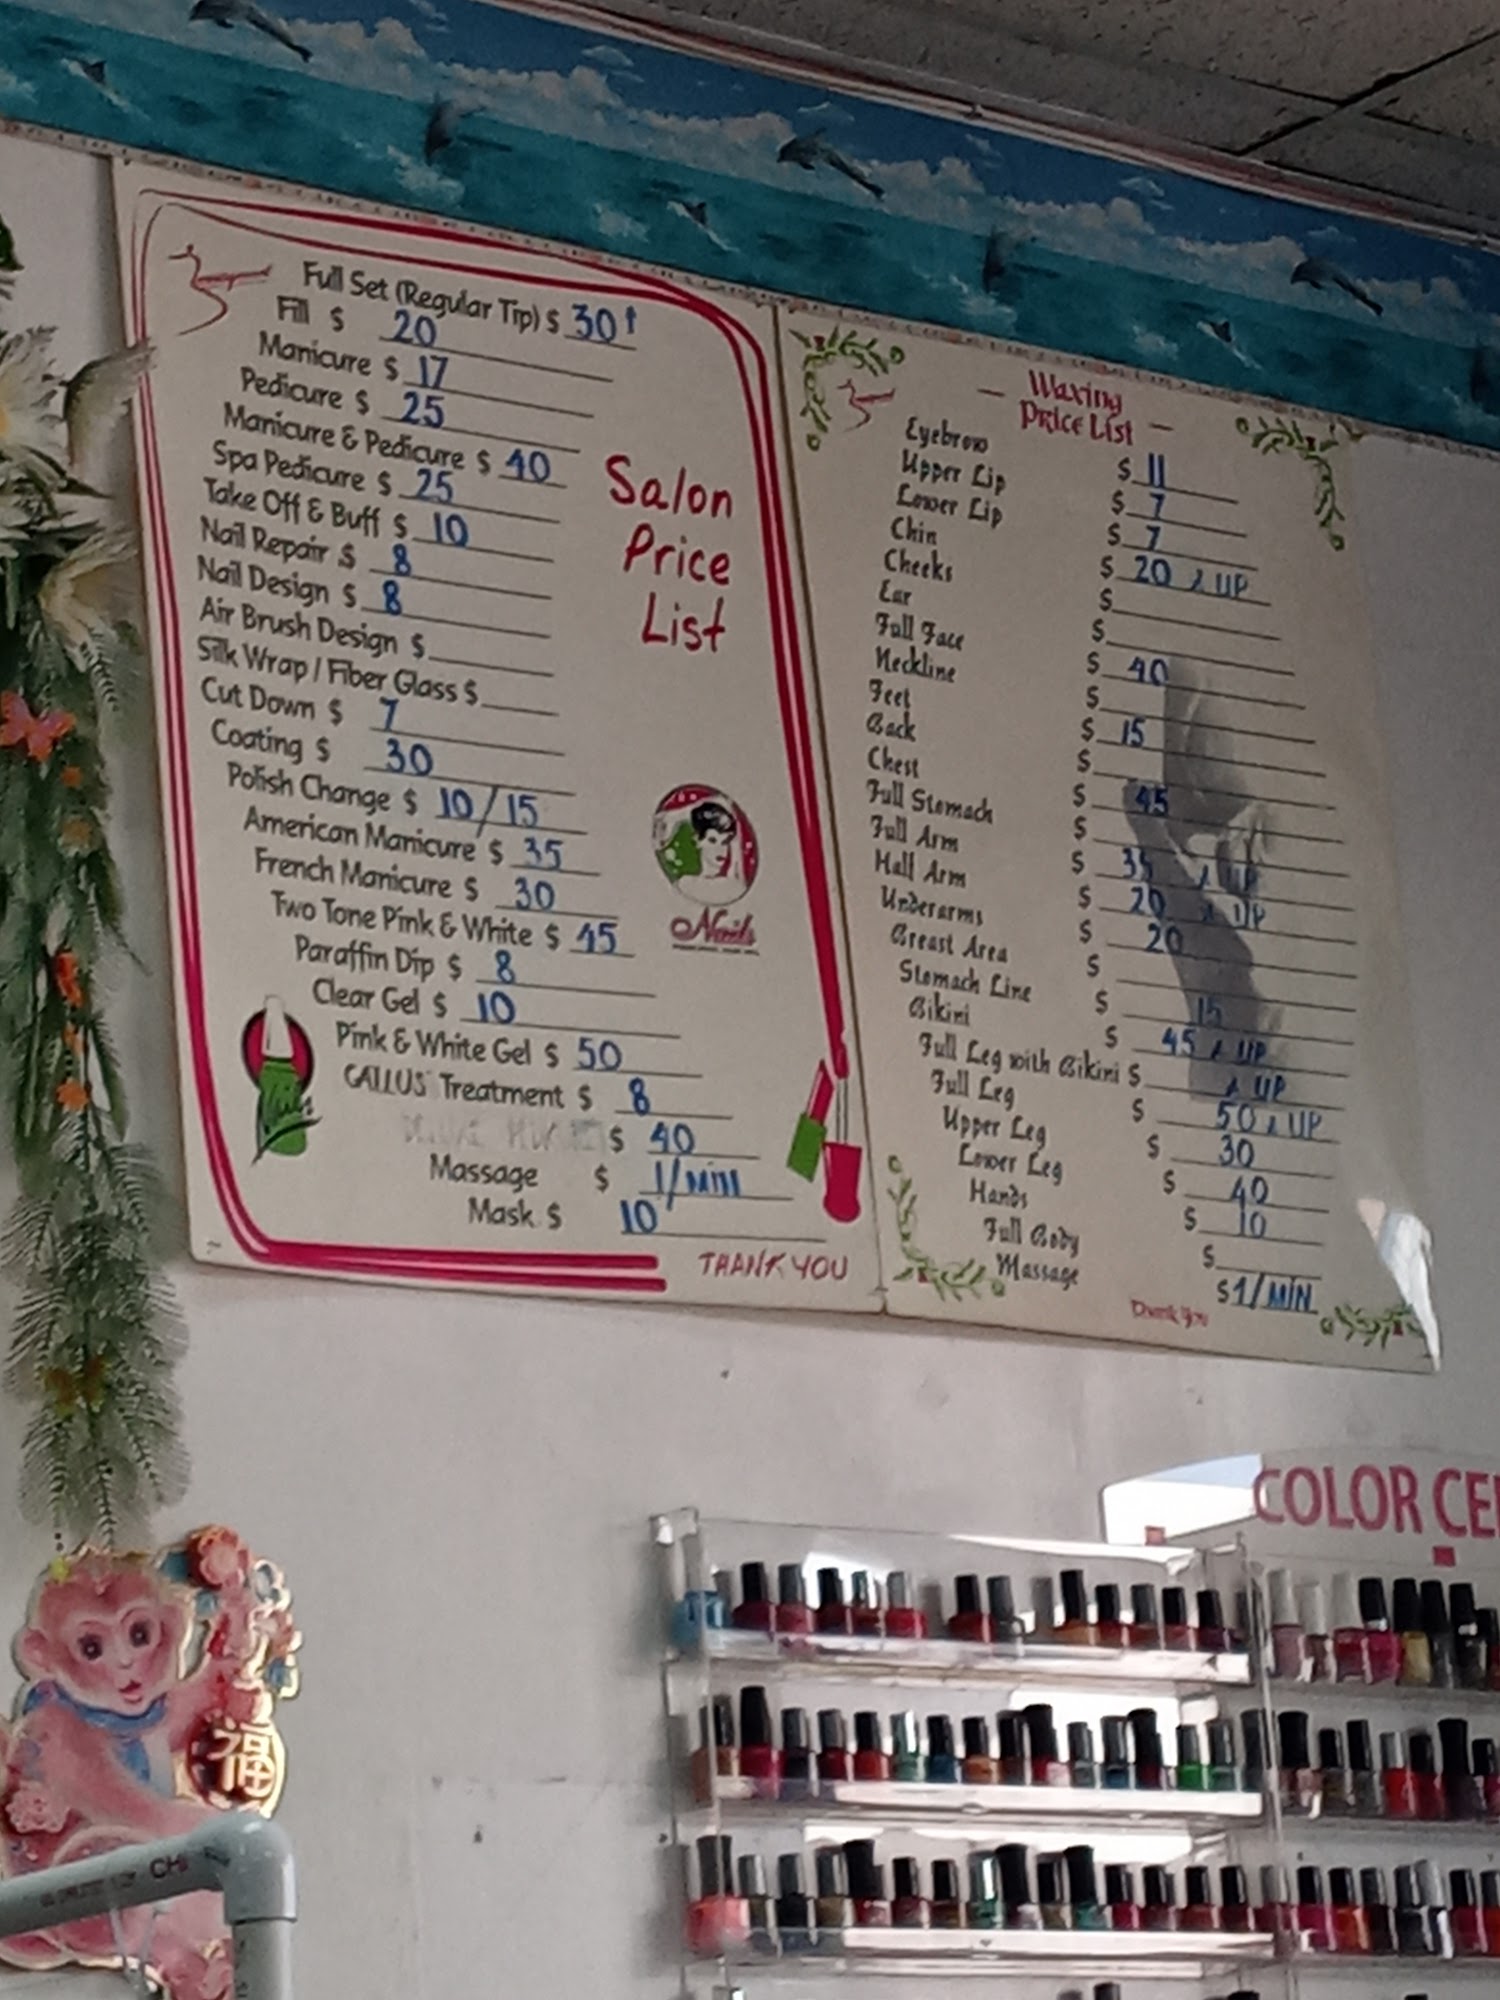 Full Set (Regular Tip) $ 30↑
Fill $ 20
Manicure $ 17
Pedicure $ 25
Manicure & Pedicure $ 40
Spa Pedicure $ 25
Take Off & Buff $ 10
Nail Repair $ 8
Nail Design $ 8
Air Brush Design $
Silk Wrap / Fiber Glass $
Cut Down $ 7
Coating $ 30
Polish Change $ 10/15
American Manicure $ 35
French Manicure $ 30
Two Tone Pink & White $ 45
Paraffin Dip $ 8
Clear Gel $ 10
Pink & White Gel $ 50
CALLUS Treatment $ 8
$ 40
Massage $ 1/MIN
Mask $ 10
Salon
Price
List
Nails
THANK YOU
Waxing
Price List
Eyebrow $ 11
Upper Lip $ 7
Lower Lip $ 7
Chin $ 20 & UP
Cheeks $
Ear $
Full Face $ 40
Neckline $
Feet $ 15
Back $
Chest $ 45
Full Stomach $
Full Arm $ 35 & UP
Half Arm $ 20 & UP
Underarms $ 20
Breast Area $
Stomach Line $ 15
Bikini $ 45 & UP
Full Leg with Bikini $ & UP
Full Leg $ 50 & UP
Upper Leg $ 30
Lower Leg $ 40
Hands $ 10
Full Body $
Massage $1/MIN
Thank You
COLOR CE
福
CH